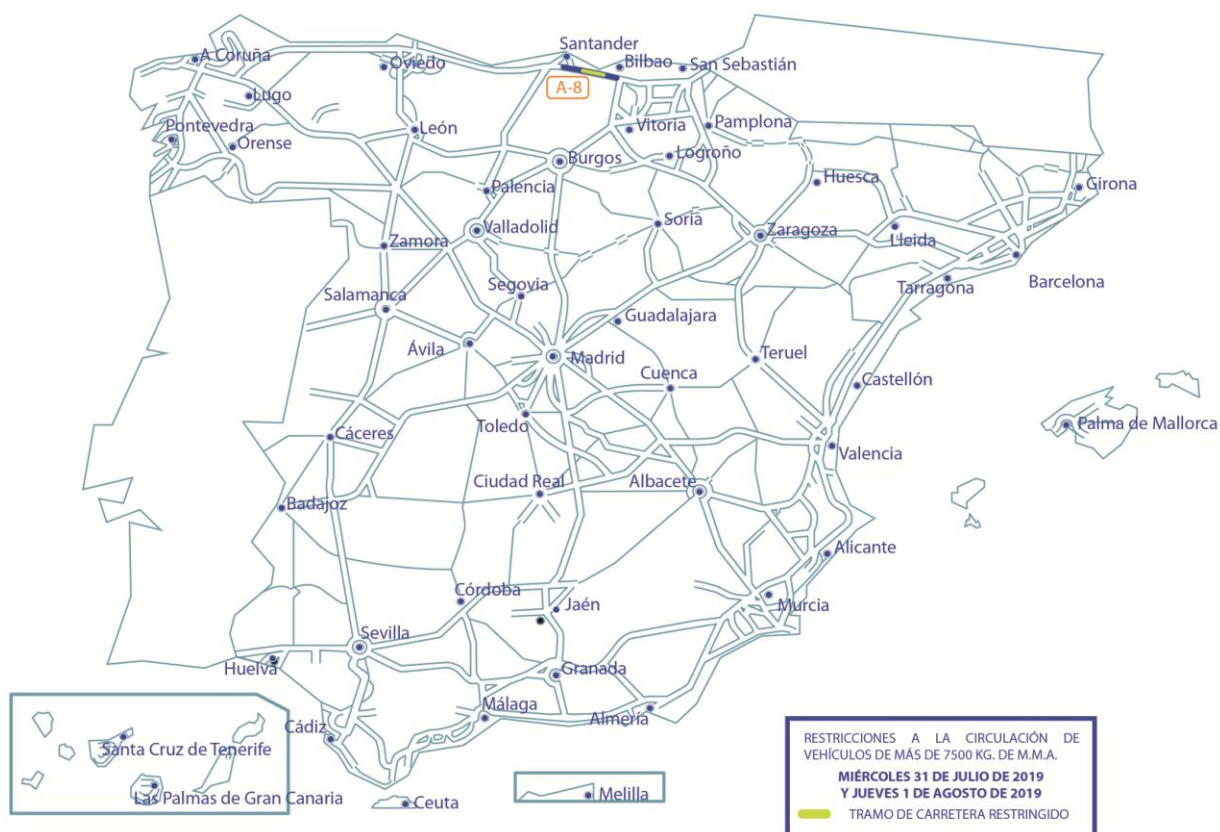 Santander
A Coruña
Oviedo
Bilbao
San Sebastián
A-8
Lugo
Pontevedra
León
Vitoria
Pamplona
Orense
Burgos
Logroño
Palencia
Huesca
Girona
Valladolid
Soria
Zaragoza
Lleida
Zamora
Segovia
Tarragona
Barcelona
Salamanca
Guadalajara
Ávila
Madrid
Teruel
Cuenca
Castellón
Toledo
Palma de Mallorca
Cáceres
Valencia
Ciudad Real
Albacete
Badajoz
Alicante
Córdoba
Jaén
Murcia
Sevilla
Huelva
Granada
Cádiz
Málaga
Almería
Santa Cruz de Tenerife
Las Palmas de Gran Canaria
Ceuta
Melilla
RESTRICCIONES A LA CIRCULACIÓN DE
VEHÍCULOS DE MÁS DE 7500 KG. DE M.M.A.
MIÉRCOLES 31 DE JULIO DE 2019
Y JUEVES 1 DE AGOSTO DE 2019
TRAMO DE CARRETERA RESTRINGIDO